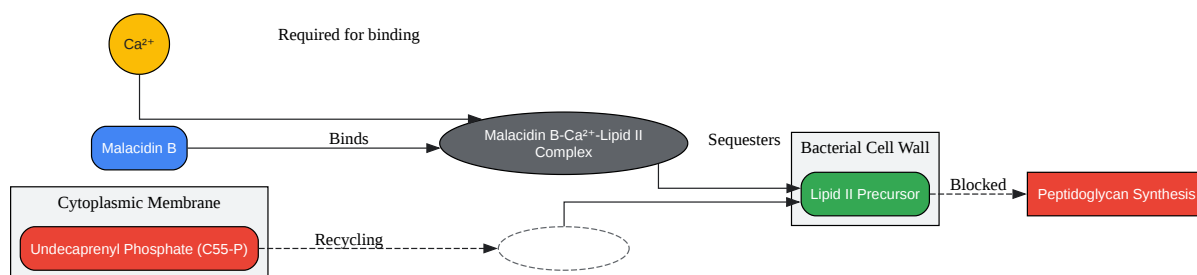 Ca²⁺
Required for binding
Malacidin B
Binds
Malacidin B-Ca²⁺-Lipid II
Complex
Sequesters
Bacterial Cell Wall
Lipid II Precursor
Blocked
Peptidoglycan Synthesis
Cytoplasmic Membrane
Undecaprenyl Phosphate (C55-P)
Recycling